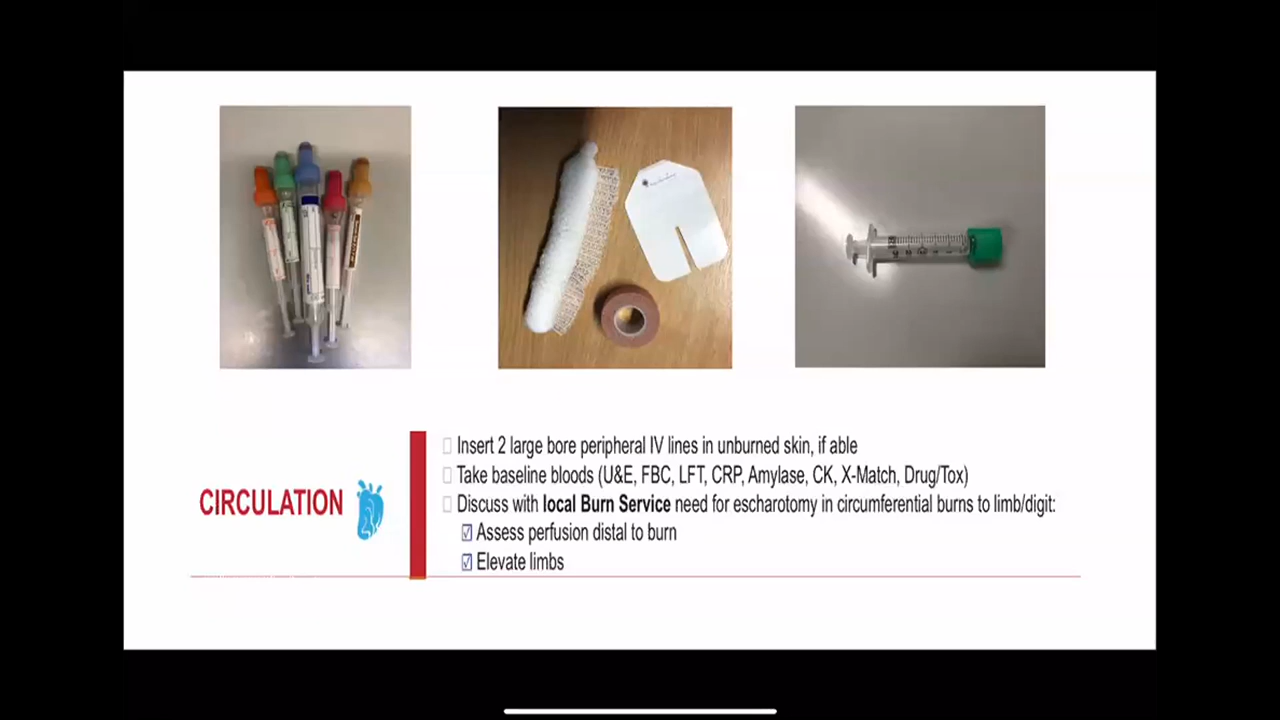 Insert 2 large bore peripheral IV lines in unburned skin, if able
Take baseline bloods (U&E, FBC, LFT, CRP, Amylase, CK, X-Match, Drug/Tox)
CIRCULATION
Discuss with local Burn Service need for escharotomy in circumferential burns to limb/digit:
Assess perfusion distal to burn
Elevate limbs